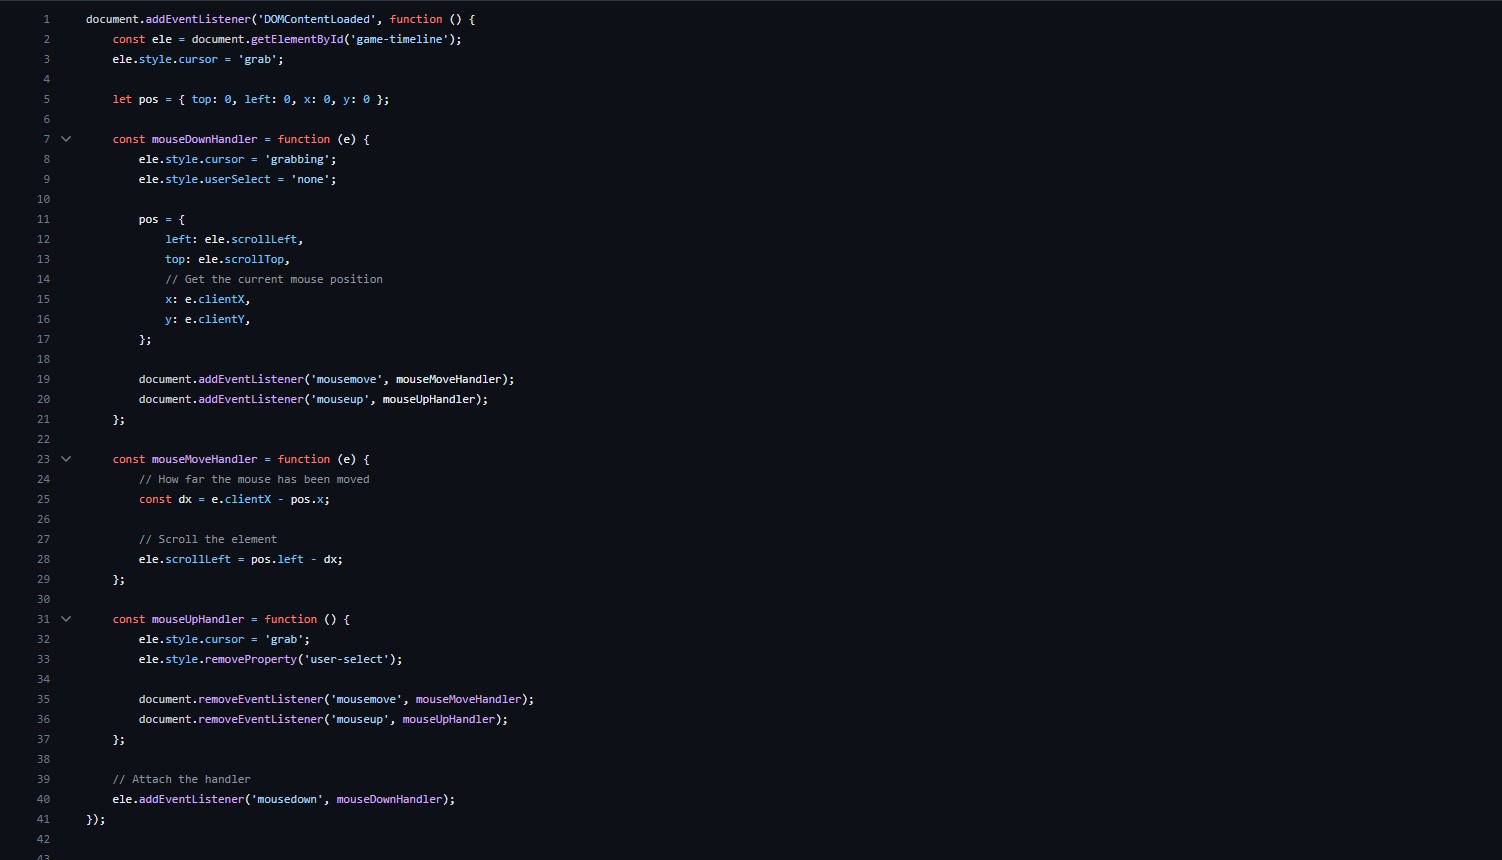 1 document.addEventListener('DOMContentLoaded', function () {
2     const ele = document.getElementById('game-timeline');
3     ele.style.cursor = 'grab';
4
5     let pos = { top: 0, left: 0, x: 0, y: 0 };
6
7     const mouseDownHandler = function (e) {
8         ele.style.cursor = 'grabbing';
9         ele.style.userSelect = 'none';
10
11         pos = {
12             left: ele.scrollLeft,
13             top: ele.scrollTop,
14             // Get the current mouse position
15             x: e.clientX,
16             y: e.clientY,
17         };
18
19         document.addEventListener('mousemove', mouseMoveHandler);
20         document.addEventListener('mouseup', mouseUpHandler);
21     };
22
23     const mouseMoveHandler = function (e) {
24         // How far the mouse has been moved
25         const dx = e.clientX - pos.x;
26
27         // Scroll the element
28         ele.scrollLeft = pos.left - dx;
29     };
30
31     const mouseUpHandler = function () {
32         ele.style.cursor = 'grab';
33         ele.style.removeProperty('user-select');
34
35         document.removeEventListener('mousemove', mouseMoveHandler);
36         document.removeEventListener('mouseup', mouseUpHandler);
37     };
38
39     // Attach the handler
40     ele.addEventListener('mousedown', mouseDownHandler);
41 });
42
43